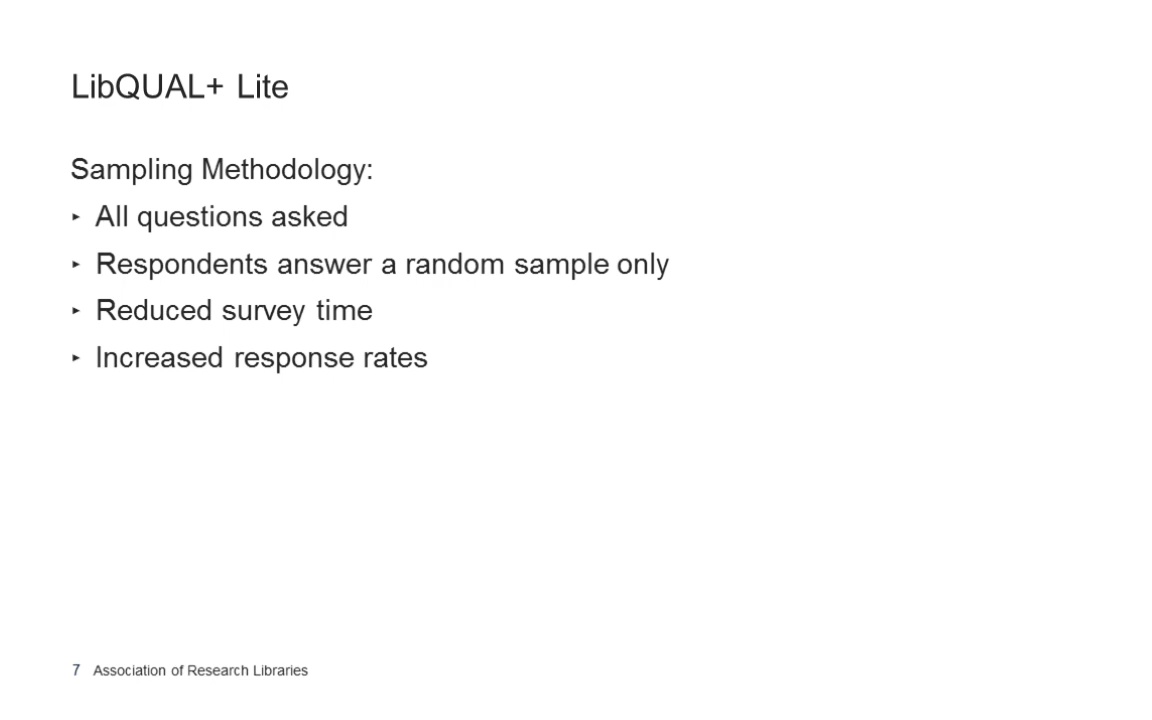 LibQUAL+ Lite
Sampling Methodology:
‣ All questions asked
‣ Respondents answer a random sample only
‣ Reduced survey time
‣ Increased response rates
7 Association of Research Libraries